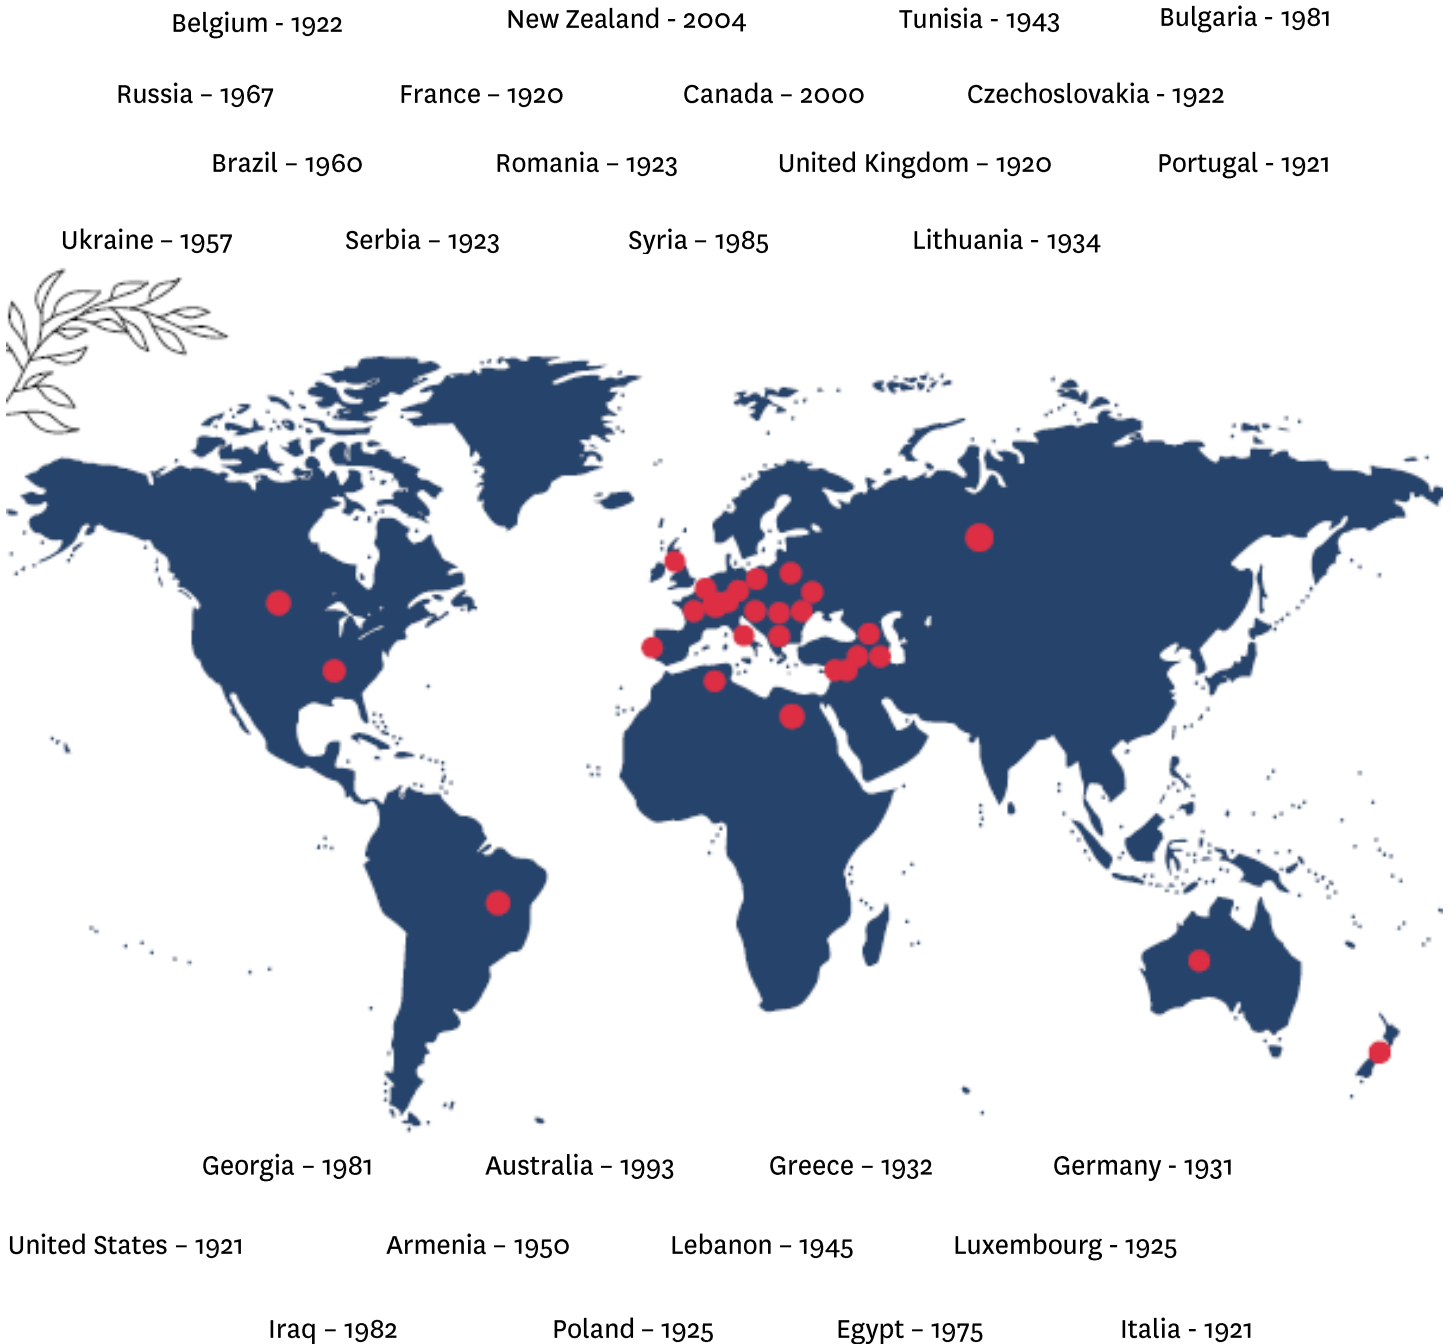 Belgium - 1922 New Zealand - 2004 Tunisia - 1943 Bulgaria - 1981
Russia – 1967 France – 1920 Canada – 2000 Czechoslovakia - 1922
Brazil – 1960 Romania – 1923 United Kingdom – 1920 Portugal - 1921
Ukraine – 1957 Serbia – 1923 Syria – 1985 Lithuania - 1934
Georgia – 1981 Australia – 1993 Greece – 1932 Germany - 1931
United States – 1921 Armenia – 1950 Lebanon – 1945 Luxembourg - 1925
Iraq – 1982 Poland – 1925 Egypt – 1975 Italia - 1921